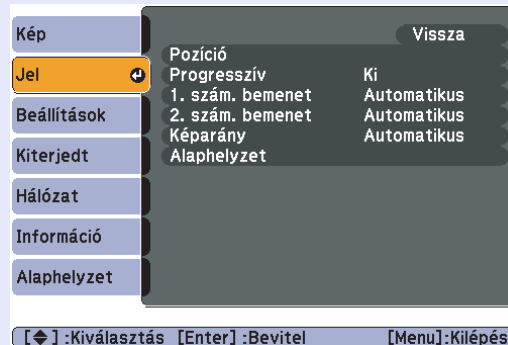 Kép
Jel
Beállítások
Kiterjedt
Hálózat
Információ
Alaphelyzet
Vissza
Pozíció
Progresszív Ki
1. szám. bemenet Automatikus
2. szám. bemenet Automatikus
Képarány Automatikus
Alaphelyzet
[◆] :Kiválasztás [Enter] :Bevitel [Menu]:Kilépés